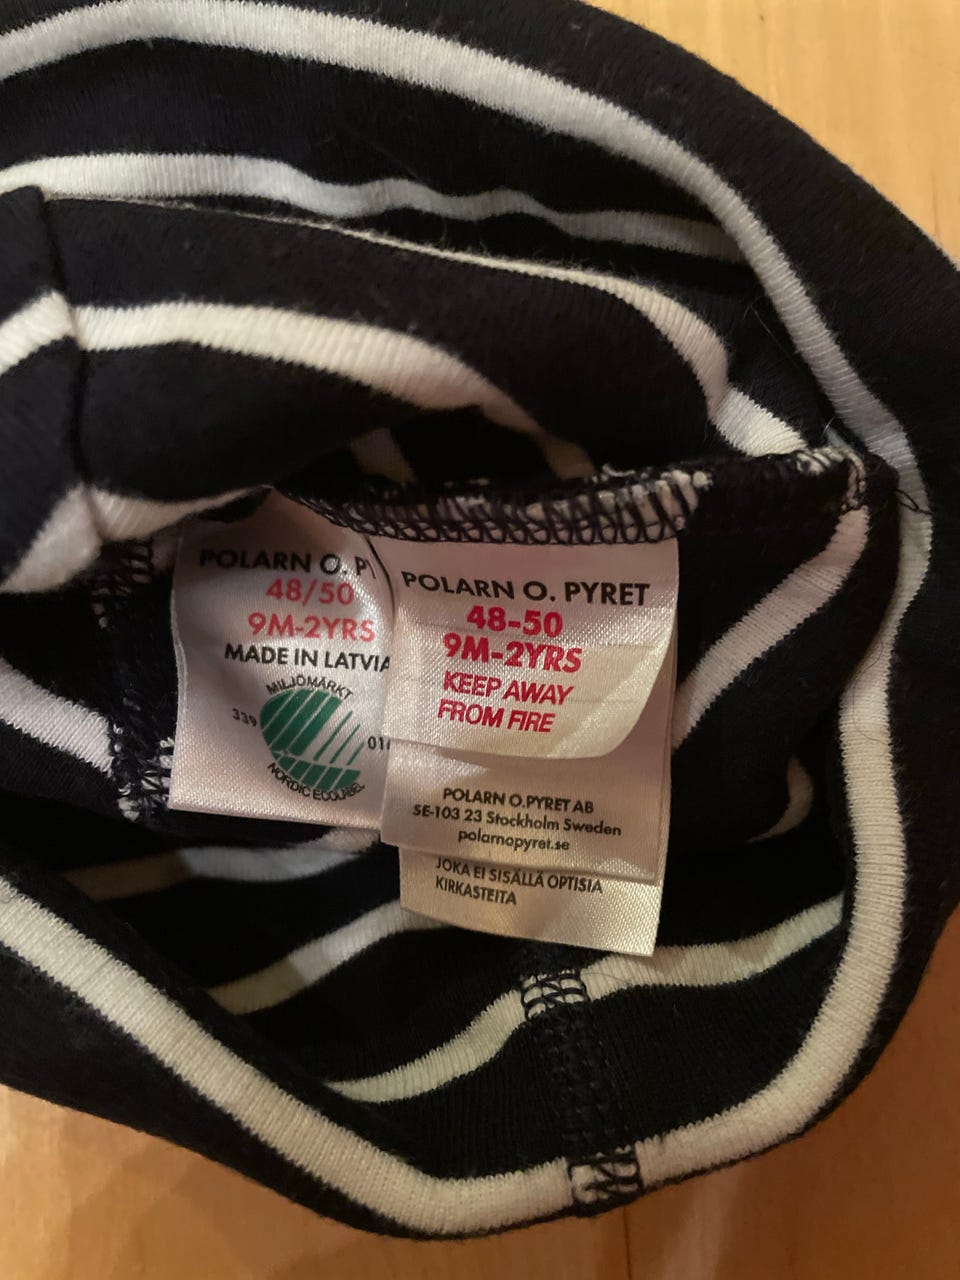 POLARN O. PY
48/50
9M-2YRS
MADE IN LATVIA
MILJÖMÄRKT
339
01
NORDIC ECOLABEL
POLARN O. PYRET
48-50
9M-2YRS
KEEP AWAY
FROM FIRE
POLARN O.PYRET AB
SE-103 23 Stockholm Sweden
polarnopyret.se
JOKA EI SISÄLLÄ OPTISIA
KIRKASTEITA